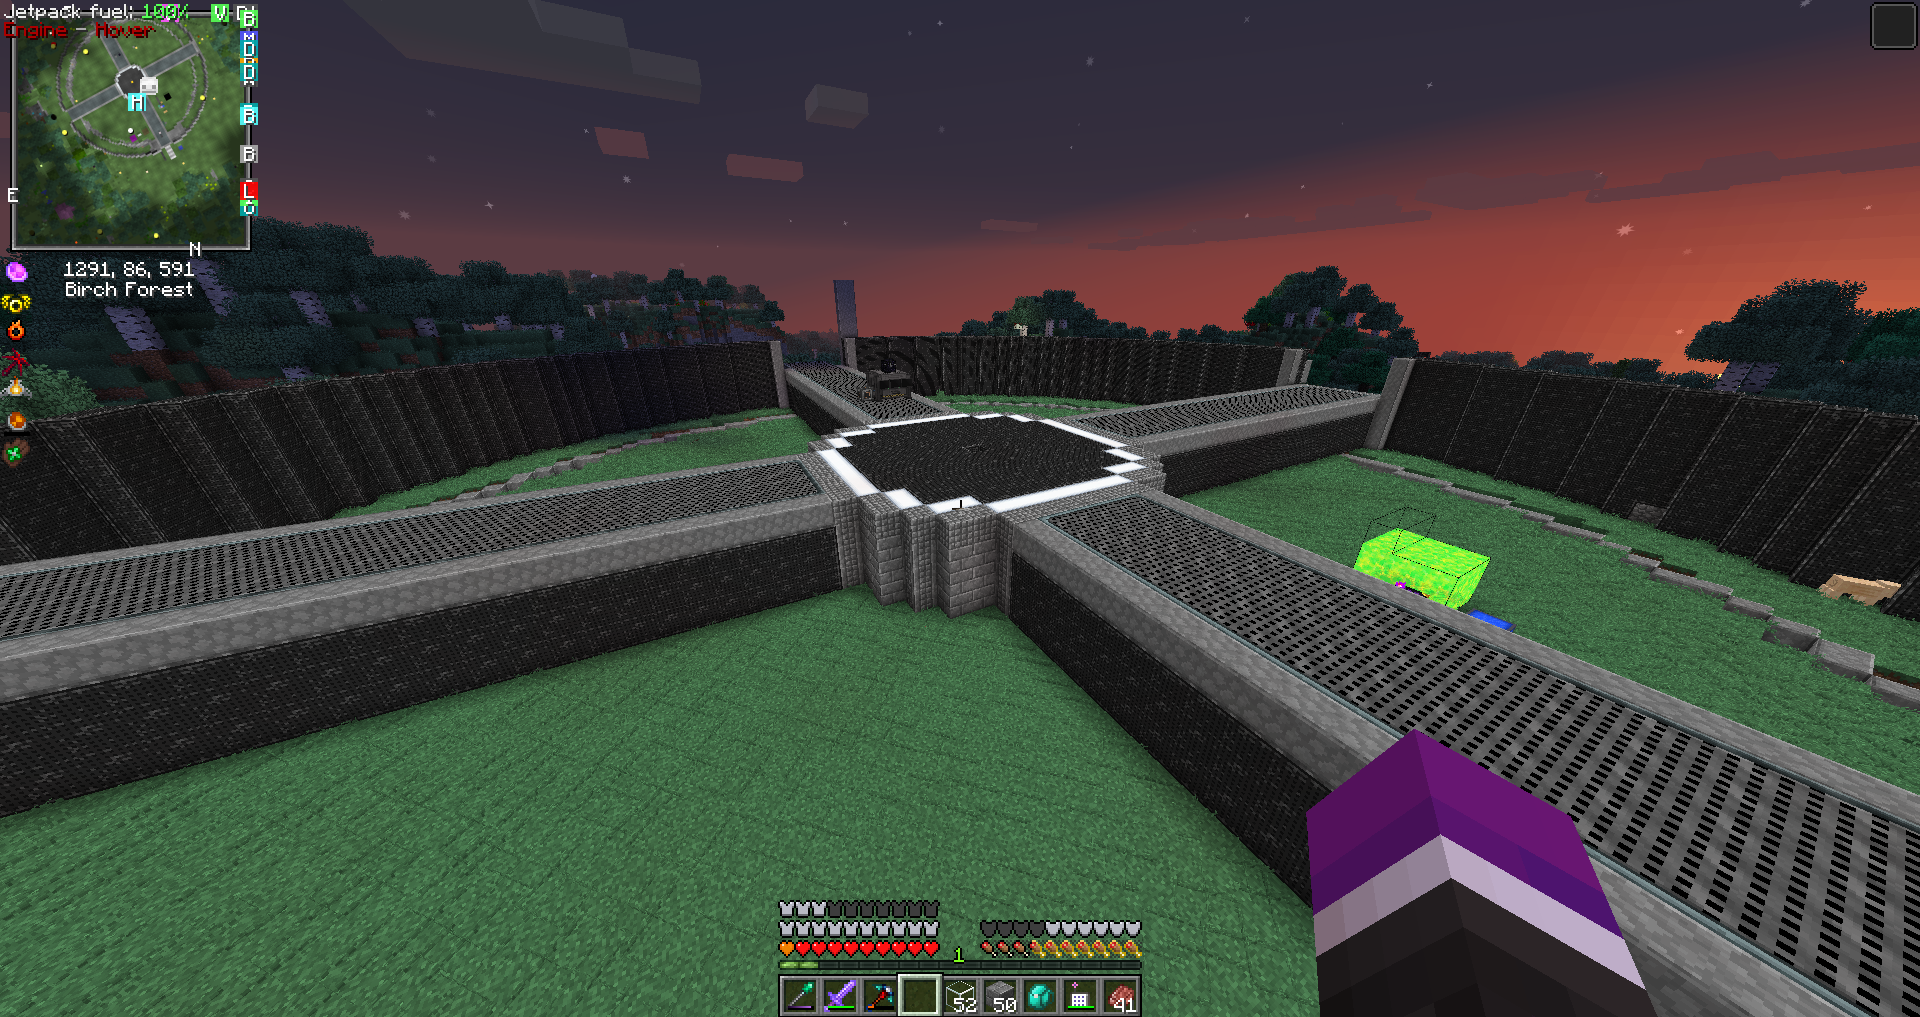 Jetpack fuel: 100%
Engine - Hover
W
B
D
D
H
B
B
E
L
N
1291, 86, 591
Birch Forest
1
52
50
41